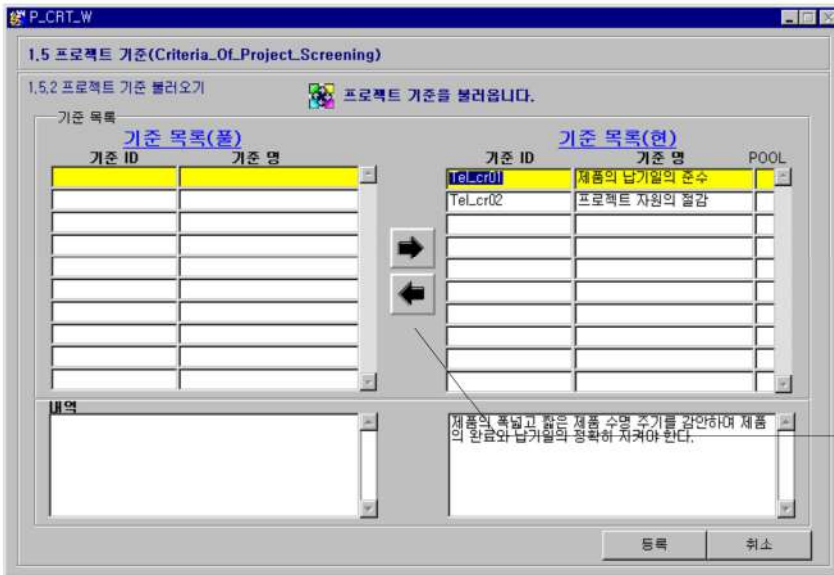 P_CRT_W
1.5 프로젝트 기준(Criteria_Of_Project_Screening)
1.5.2 프로젝트 기준 불러오기
프로젝트 기준을 불러옵니다.
기준 목록
기준 목록(풀)
기준 목록(현)
기준 ID 기준 명
기준 ID 기준 명 POOL
Tel_cr01 제품의 납기일의 준수
Tel_cr02 프로젝트 자원의 절감
내역
제품의 폭넓고 짧은 제품 수명 주기를 감안하며 제품
의 완료와 납기일의 정확히 지켜야 한다.
등록 취소